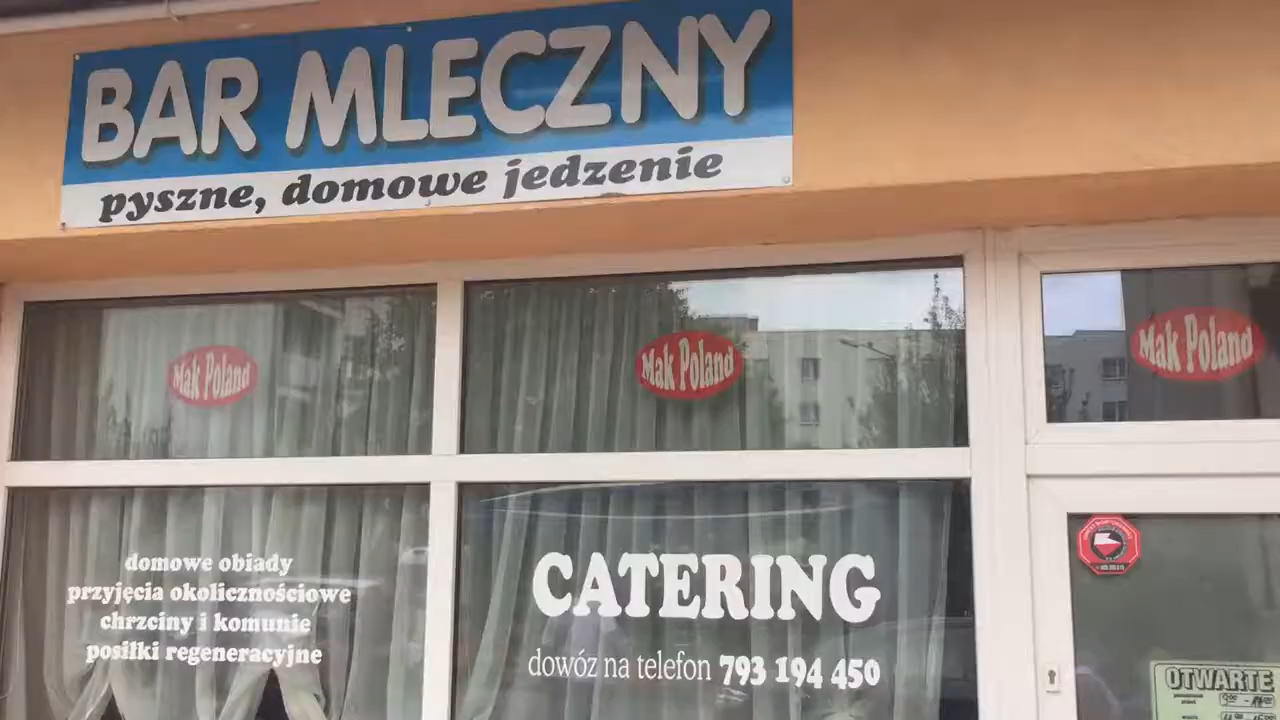 BAR MLECZNY
pyszne, domowe jedzenie
Mak Poland
Mak Poland
Mak Poland
domowe obiady
przyjęcia okolicznościowe
chrzciny i komunie
posiłki regeneracyjne
CATERING
dowóz na telefon 793 194 450
OTWARTE